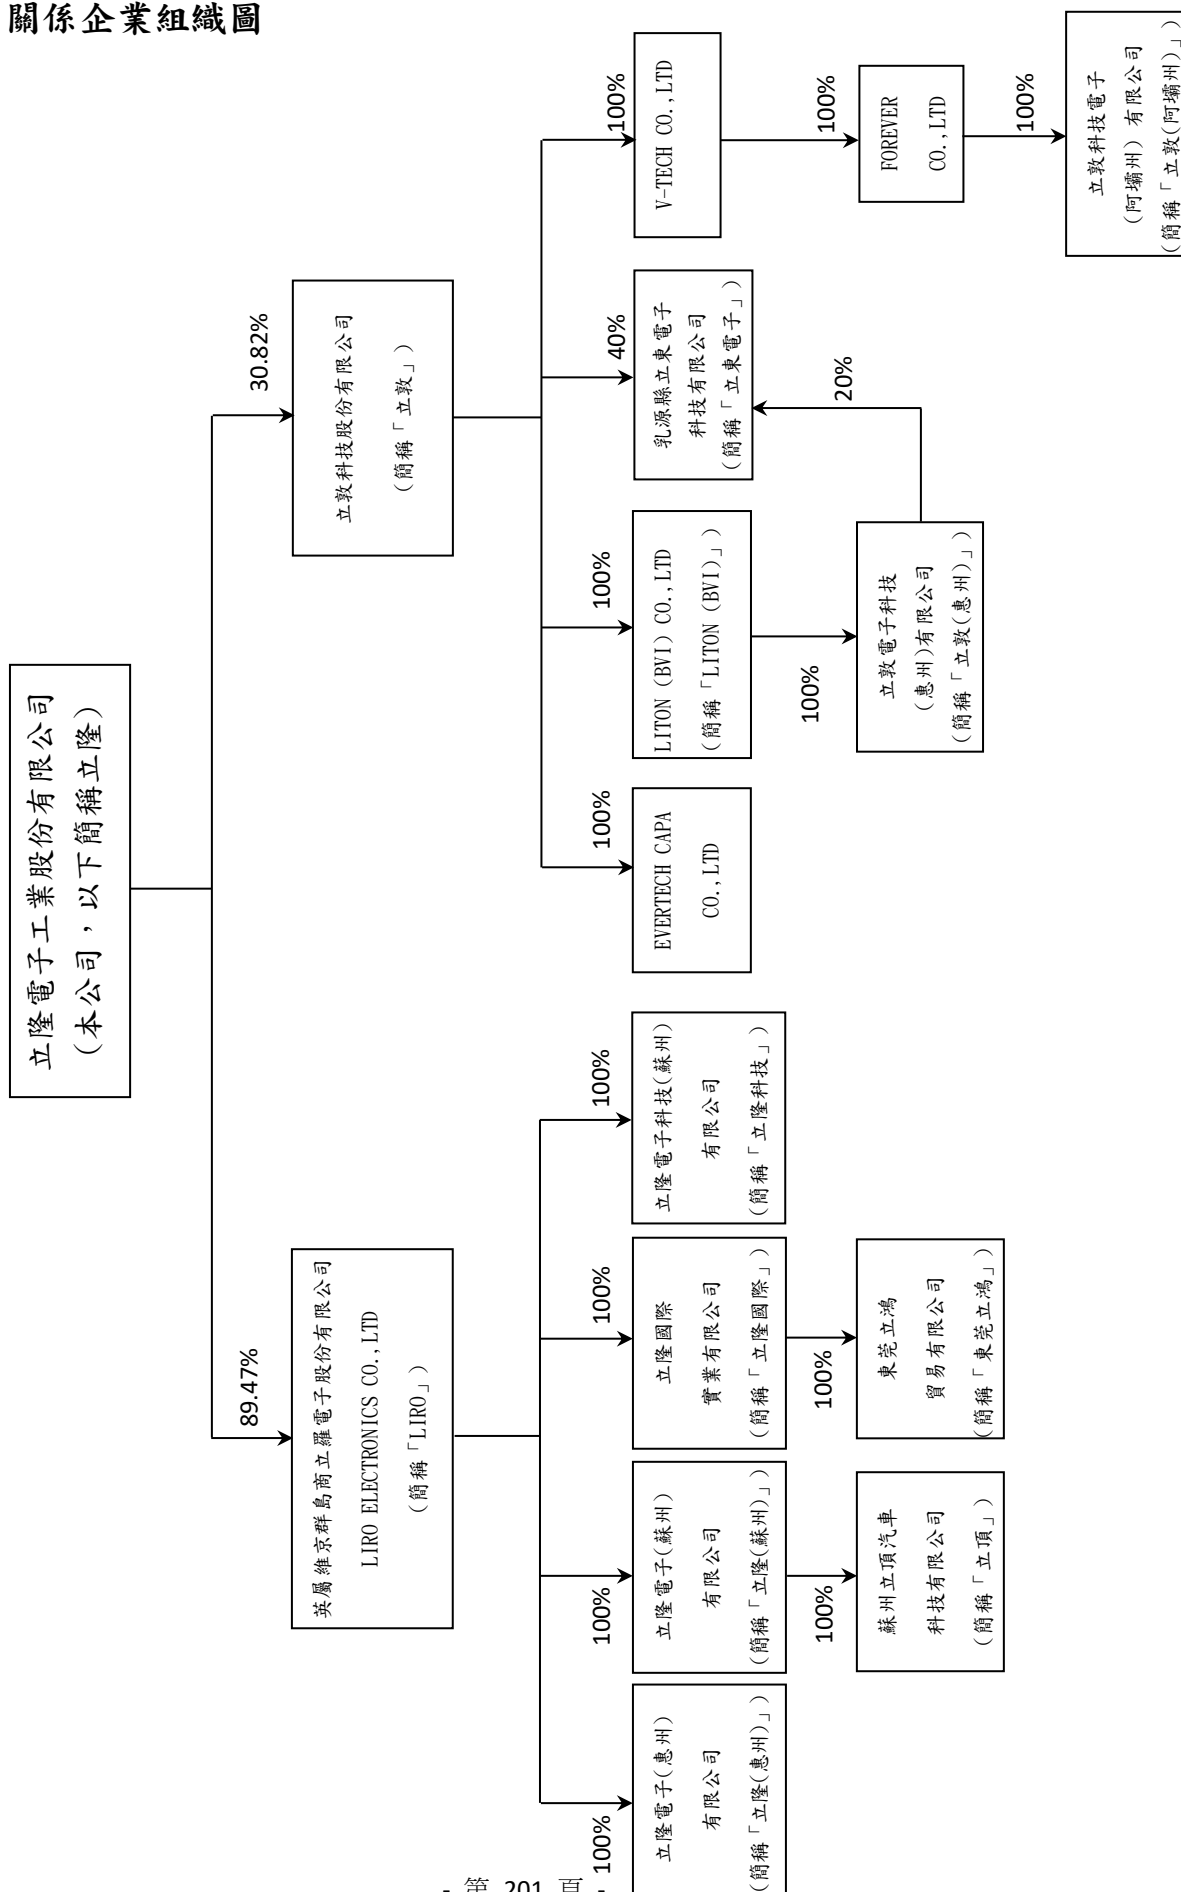 關係企業組織圖
立隆電子工業股份有限公司
(本公司，以下簡稱立隆)
89.47%
30.82%
英屬維京群島商立羅電子股份有限公司
LIRO ELECTRONICS CO.,LTD
(簡稱「LIRO」)
立敦科技股份有限公司
(簡稱「立敦」)
100%
立隆電子(惠州)
有限公司
(簡稱「立隆(惠州)」)
100%
立隆電子(蘇州)
有限公司
(簡稱「立隆(蘇州)」)
100%
立隆國際
實業有限公司
(簡稱「立隆國際」)
100%
立隆電子科技(蘇州)
有限公司
(簡稱「立隆科技」)
100%
EVERTECH CAPA
CO.,LTD
100%
LITON (BVI) CO.,LTD
(簡稱「LITON (BVI)」)
40%
乳源縣立東電子
科技有限公司
(簡稱「立東電子」)
100%
V-TECH CO.,LTD
100%
蘇州立頂汽車
科技有限公司
(簡稱「立頂」)
100%
東莞立鴻
貿易有限公司
(簡稱「東莞立鴻」)
100%
立敦電子科技
(惠州)有限公司
(簡稱「立敦(惠州)」)
20%
100%
FOREVER
CO.,LTD
100%
立敦科技電子
(阿壩州) 有限公司
(簡稱「立敦(阿壩州)」)
- 第 201 頁 -